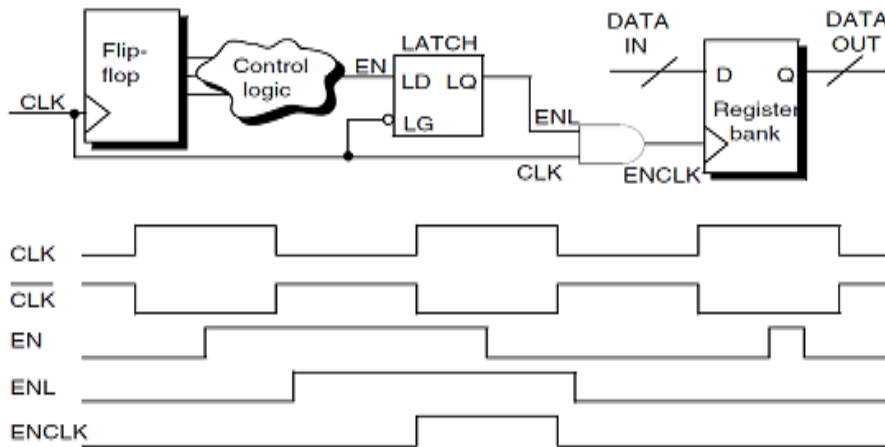 DATA
IN
DATA
OUT
Flip-
flop
Control
logic
EN
LATCH
LD LQ
LG
CLK
ENL
CLK
ENCLK
D Q
Register
bank
CLK
CLK
EN
ENL
ENCLK